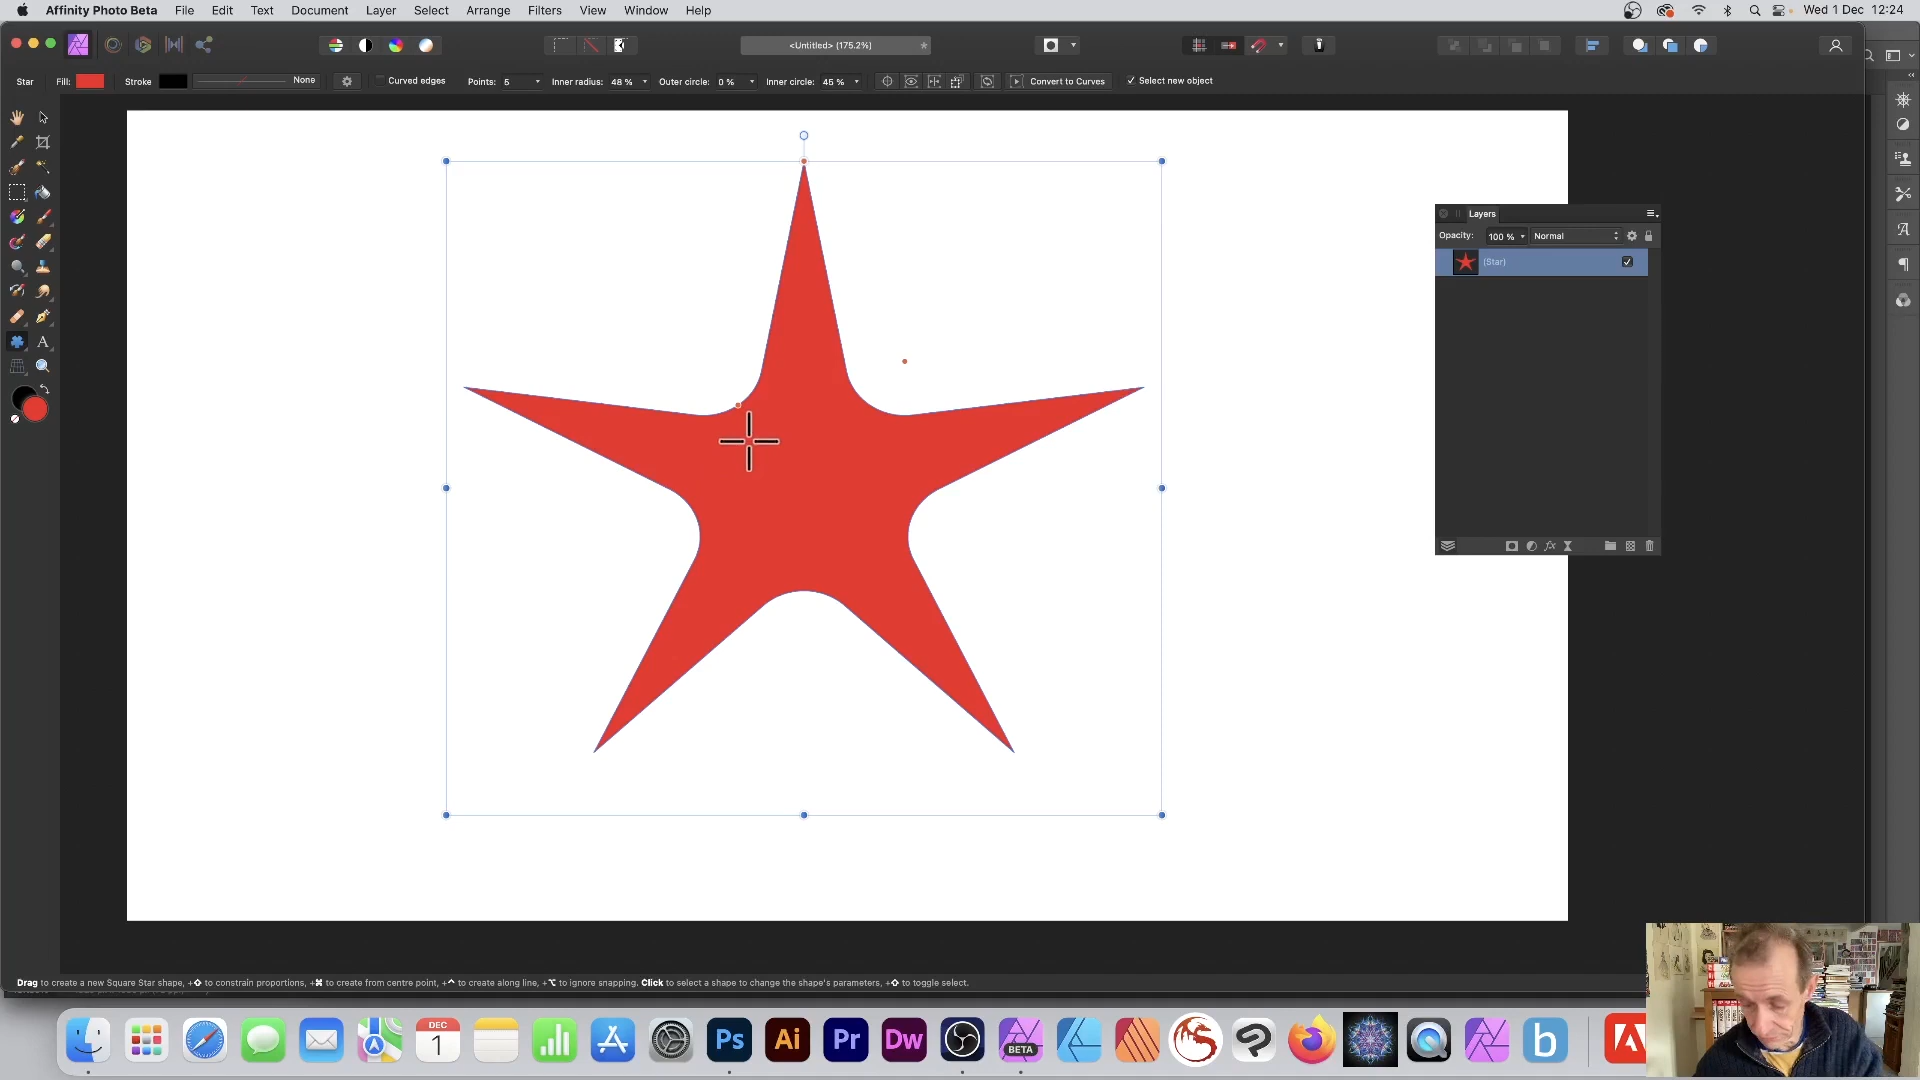 Affinity Photo Beta File Edit Text Document Layer Select Arrange Filters View Window Help Wed 1 Dec 12:24
<Untitled> (175.2%)
Star Fill: Stroke None Curved edges Points: 5 Inner radius: 48 % Outer circle: 0 % Inner circle: 45 % Convert to Curves Select new object
Layers
Opacity: 100 % Normal
(Star)
A
A
Drag to create a new Square Star shape, +⇧ to constrain proportions, +⌘ to create from centre point, +⌃ to create along line, +⌥ to ignore snapping. Click to select a shape to change the shape's parameters, +⇧ to toggle select.
DEC
1
Ps Ai Pr Dw BETA b